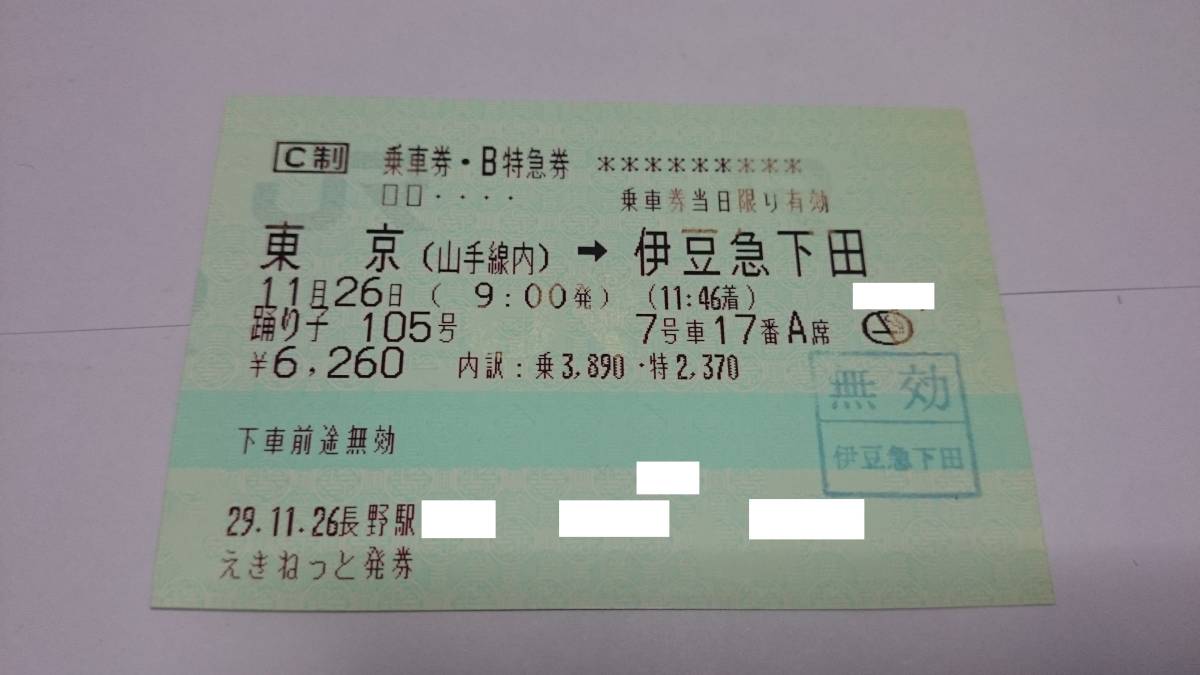 C制 乗車券・B特急券 *********
□□・・・・ 乗車券当日限り有効
東 京(山手線内) ➡ 伊豆急下田
11月26日 ( 9:00発) (11:46着)
踊り子 105号 7号車17番A席
¥6,260 内訳:乗3,890・特2,370
無効
下車前途無効
伊豆急下田
29.11.26長野駅
えきねっと発券